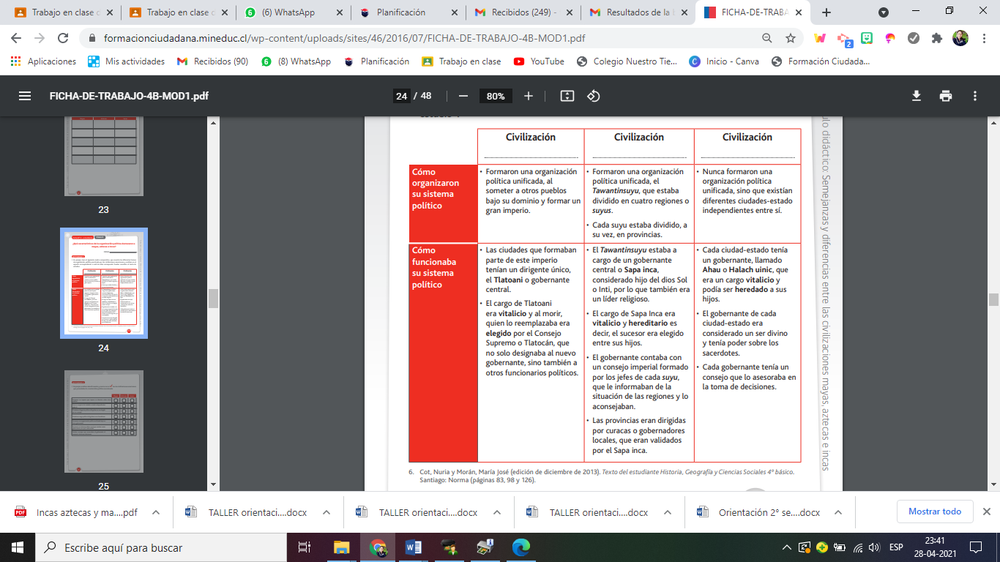 Trabajo en clase d
Trabajo en clase d
(6) WhatsApp
Planificación
Recibidos (249) -
Resultados de la
FICHA-DE-TRABA
formacionciudadana.mineduc.cl/wp-content/uploads/sites/46/2016/07/FICHA-DE-TRABAJO-4B-MOD1.pdf
2
Aplicaciones
Mis actividades
Recibidos (90)
(8) WhatsApp
Planificación
Trabajo en clase
YouTube
Colegio Nuestro Tie...
Inicio - Canva
Formación Ciudada...
FICHA-DE-TRABAJO-4B-MOD1.pdf
24 / 48
80%
23
24
25
Civilización
Civilización
Civilización
Cómo
organizaron
su sistema
político
• Formaron una organización
política unificada, al
someter a otros pueblos
bajo su dominio y formar un
gran imperio.
• Formaron una organización
política unificada, el
Tawantinsuyu, que estaba
dividido en cuatro regiones o
suyus.
• Cada suyu estaba dividido, a
su vez, en provincias.
• Nunca formaron una
organización política
unificada, sino que existían
diferentes ciudades-estado
independientes entre sí.
Cómo
funcionaba
su sistema
político
• Las ciudades que formaban
parte de este imperio
tenían un dirigente único,
el Tlatoani o gobernante
central.
• El cargo de Tlatoani
era vitalicio y al morir,
quien lo reemplazaba era
elegido por el Consejo
Supremo o Tlatocán, que
no solo designaba al nuevo
gobernante, sino también a
otros funcionarios políticos.
• El Tawantinsuyu estaba a
cargo de un gobernante
central o Sapa inca,
considerado hijo del dios Sol
o Inti, por lo que también era
un líder religioso.
• El cargo de Sapa Inca era
vitalicio y hereditario es
decir, el sucesor era elegido
entre sus hijos.
• El gobernante contaba con
un consejo imperial formado
por los jefes de cada suyu,
que le informaban de la
situación de las regiones y lo
aconsejaban.
• Las provincias eran dirigidas
por curacas o gobernadores
locales, que eran validados
por el Sapa inca.
• Cada ciudad-estado tenía
un gobernante, llamado
Ahau o Halach uinic, que
era un cargo vitalicio y
podía ser heredado a sus
hijos.
• El gobernante de cada
ciudad-estado era
considerado un ser divino
y tenía poder sobre los
sacerdotes.
• Cada gobernante tenía un
consejo que lo asesoraba en
la toma de decisiones.
ulo didáctico: Semejanzas y diferencias entre las civilizaciones mayas, aztecas e incas
6. Cot, Nuria y Morán, María José (edición de diciembre de 2013). Texto del estudiante Historia, Geografía y Ciencias Sociales 4º básico.
Santiago: Norma (páginas 83, 98 y 126).
Incas aztecas y ma....pdf
TALLER orientaci....docx
TALLER orientaci....docx
TALLER orientaci....docx
Orientación 2° se....docx
Mostrar todo
Escribe aquí para buscar
ESP
23:41
28-04-2021